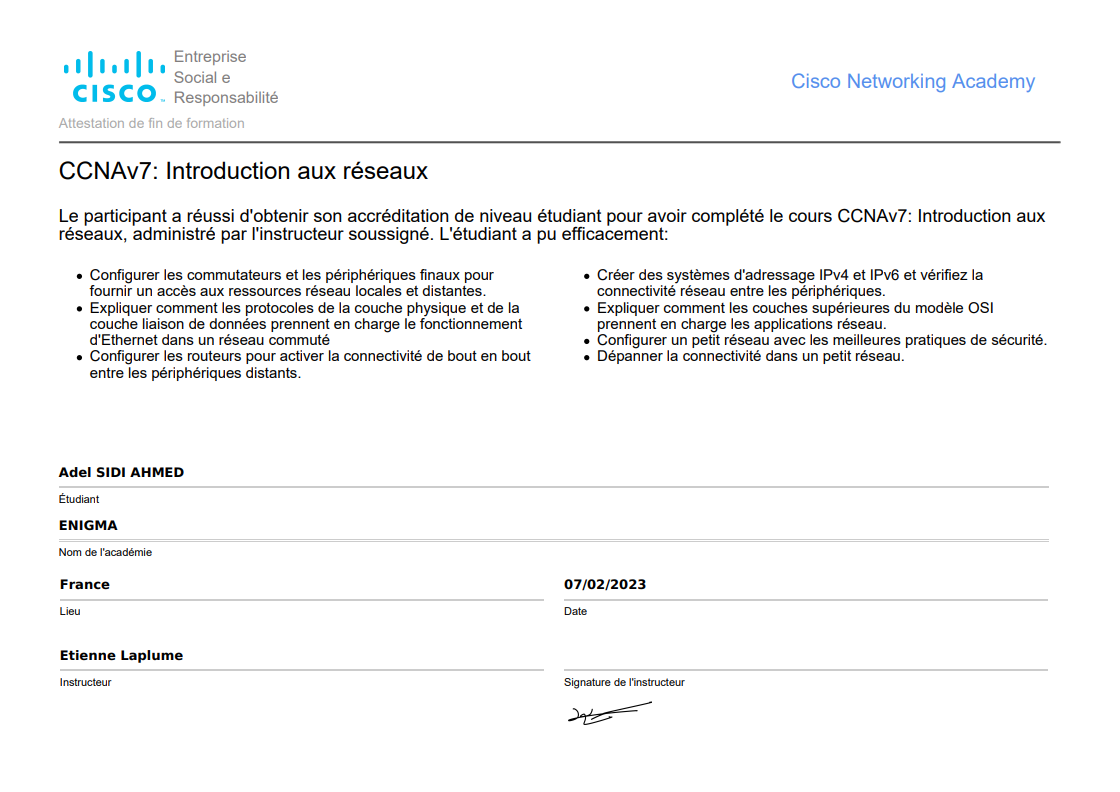 Entreprise
Social e
CISCO
Responsabilité
Cisco Networking Academy
Attestation de fin de formation
CCNAv7: Introduction aux réseaux
Le participant a réussi d'obtenir son accréditation de niveau étudiant pour avoir complété le cours CCNAv7: Introduction aux
réseaux, administré par l'instructeur soussigné. L'étudiant a pu efficacement:
• Configurer les commutateurs et les périphériques finaux pour
fournir un accès aux ressources réseau locales et distantes.
• Expliquer comment les protocoles de la couche physique et de la
couche liaison de données prennent en charge le fonctionnement
d'Ethernet dans un réseau commuté
• Configurer les routeurs pour activer la connectivité de bout en bout
entre les périphériques distants.
• Créer des systèmes d'adressage IPv4 et IPv6 et vérifiez la
connectivité réseau entre les périphériques.
• Expliquer comment les couches supérieures du modèle OSI
prennent en charge les applications réseau.
• Configurer un petit réseau avec les meilleures pratiques de sécurité.
• Dépanner la connectivité dans un petit réseau.
Adel SIDI AHMED
Étudiant
ENIGMA
Nom de l'académie
France
Lieu
07/02/2023
Date
Etienne Laplume
Instructeur
Signature de l'instructeur